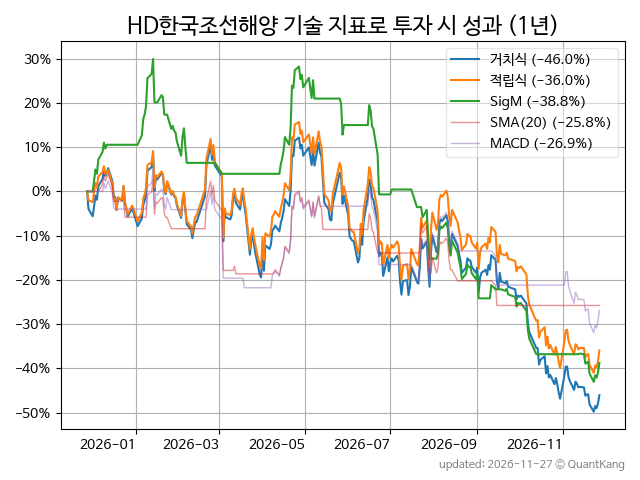 HD한국조선해양 기술 지표로 투자 시 성과 (1년)
거치식 (−46.0%)
적립식 (−36.0%)
SigM (−38.8%)
SMA(20) (−25.8%)
MACD (−26.9%)
30%
20%
10%
0%
−10%
−20%
−30%
−40%
−50%
2026-01 2026-03 2026-05 2026-07 2026-09 2026-11
updated: 2026-11-27 © QuantKang